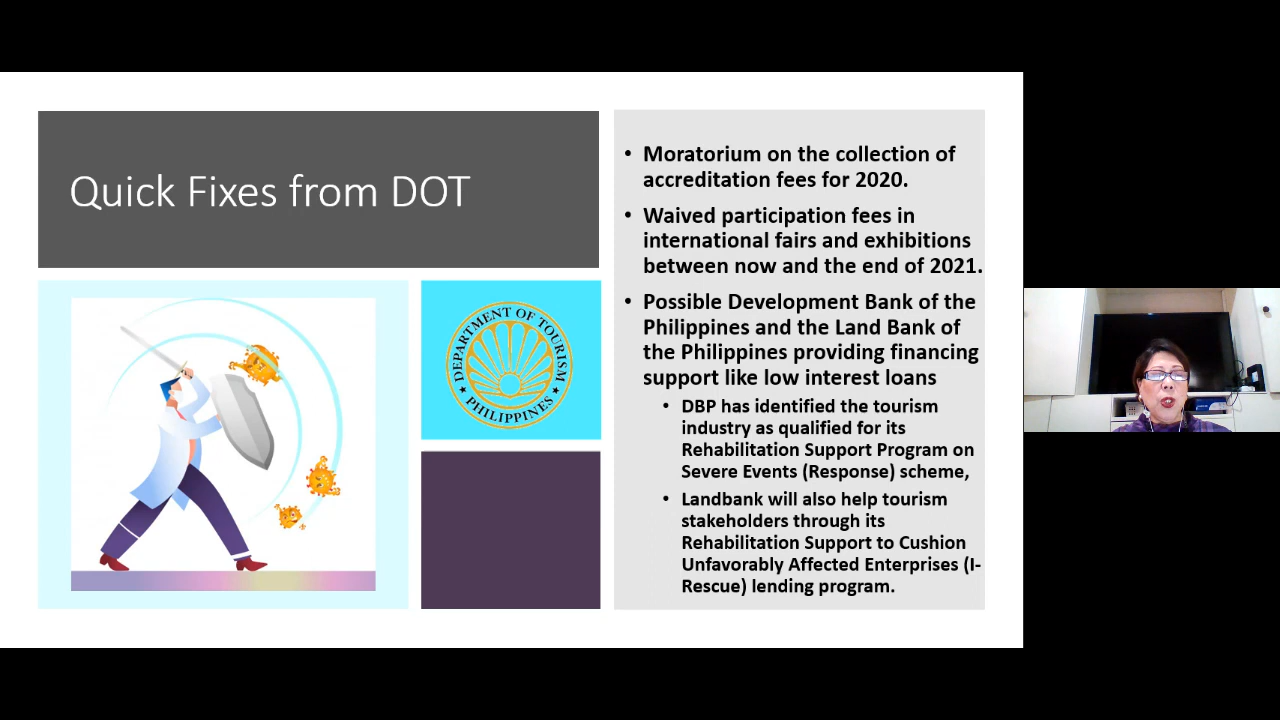 Quick Fixes from DOT
DEPARTMENT OF TOURISM
PHILIPPINES
• Moratorium on the collection of
accreditation fees for 2020.
• Waived participation fees in
international fairs and exhibitions
between now and the end of 2021.
• Possible Development Bank of the
Philippines and the Land Bank of
the Philippines providing financing
support like low interest loans
• DBP has identified the tourism
industry as qualified for its
Rehabilitation Support Program on
Severe Events (Response) scheme,
• Landbank will also help tourism
stakeholders through its
Rehabilitation Support to Cushion
Unfavorably Affected Enterprises (I-
Rescue) lending program.